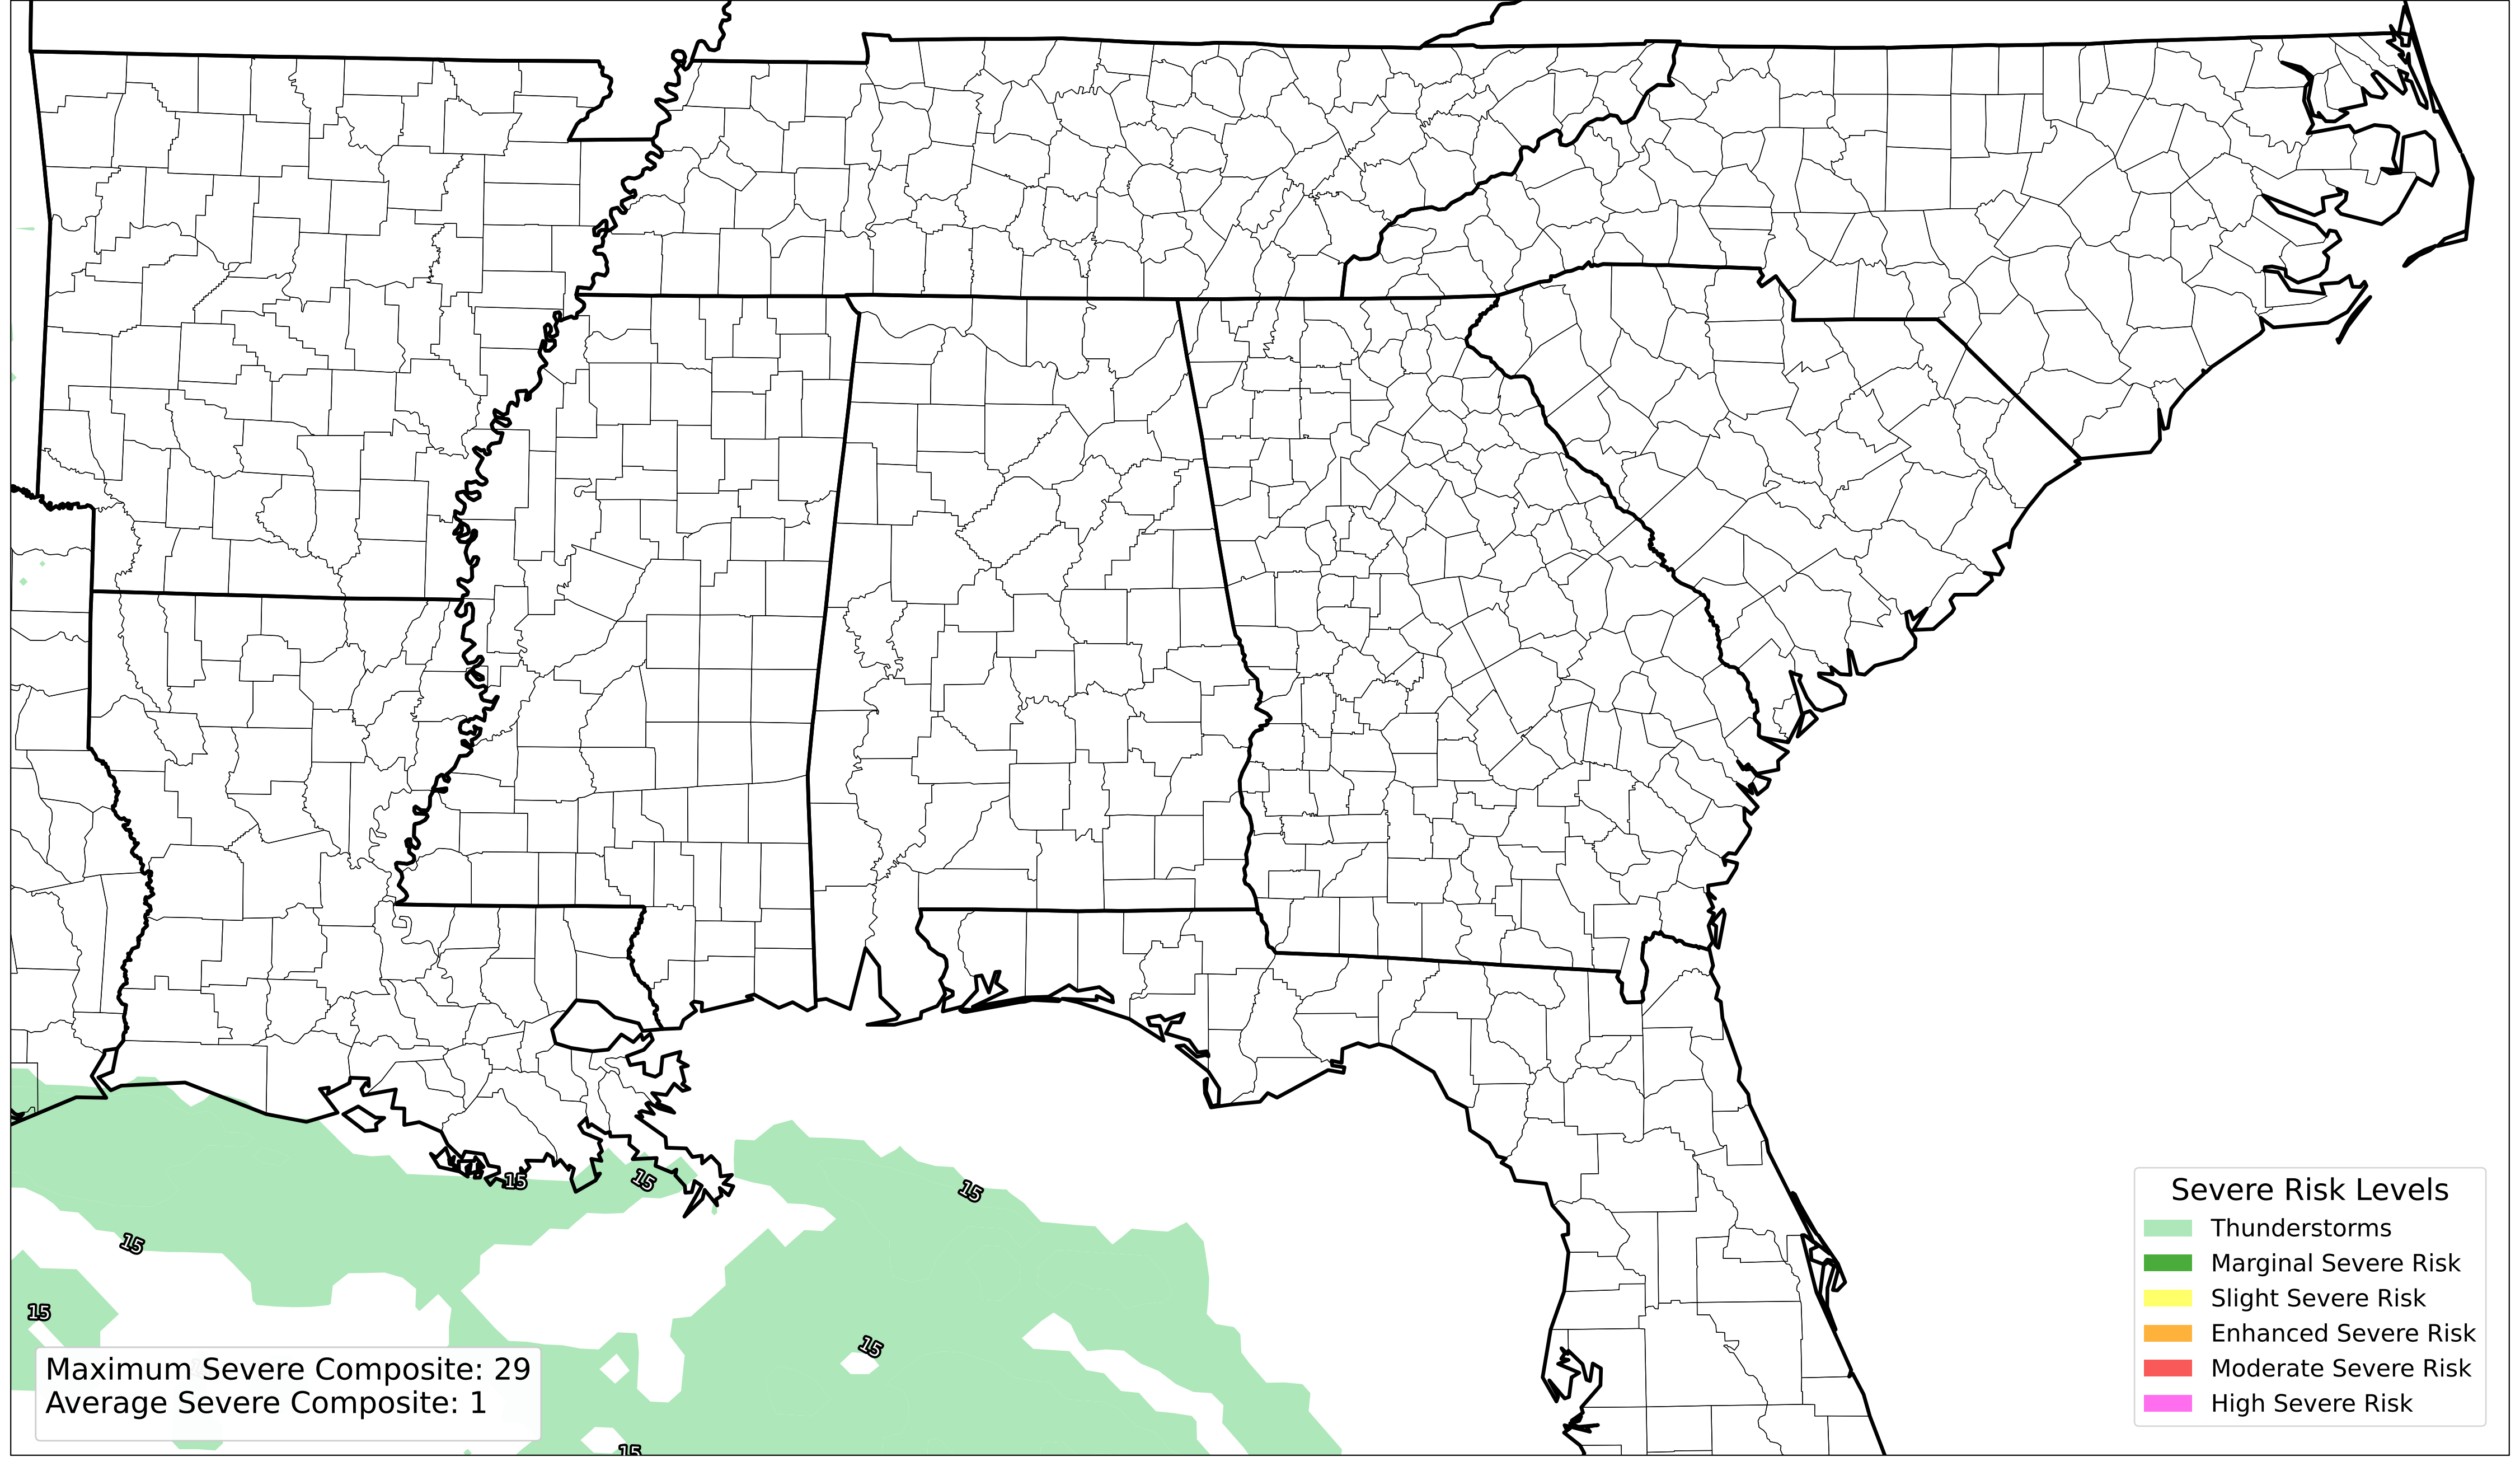 15
15
15
15
15
15
15
Maximum Severe Composite: 29
Average Severe Composite: 1
Severe Risk Levels
Thunderstorms
Marginal Severe Risk
Slight Severe Risk
Enhanced Severe Risk
Moderate Severe Risk
High Severe Risk